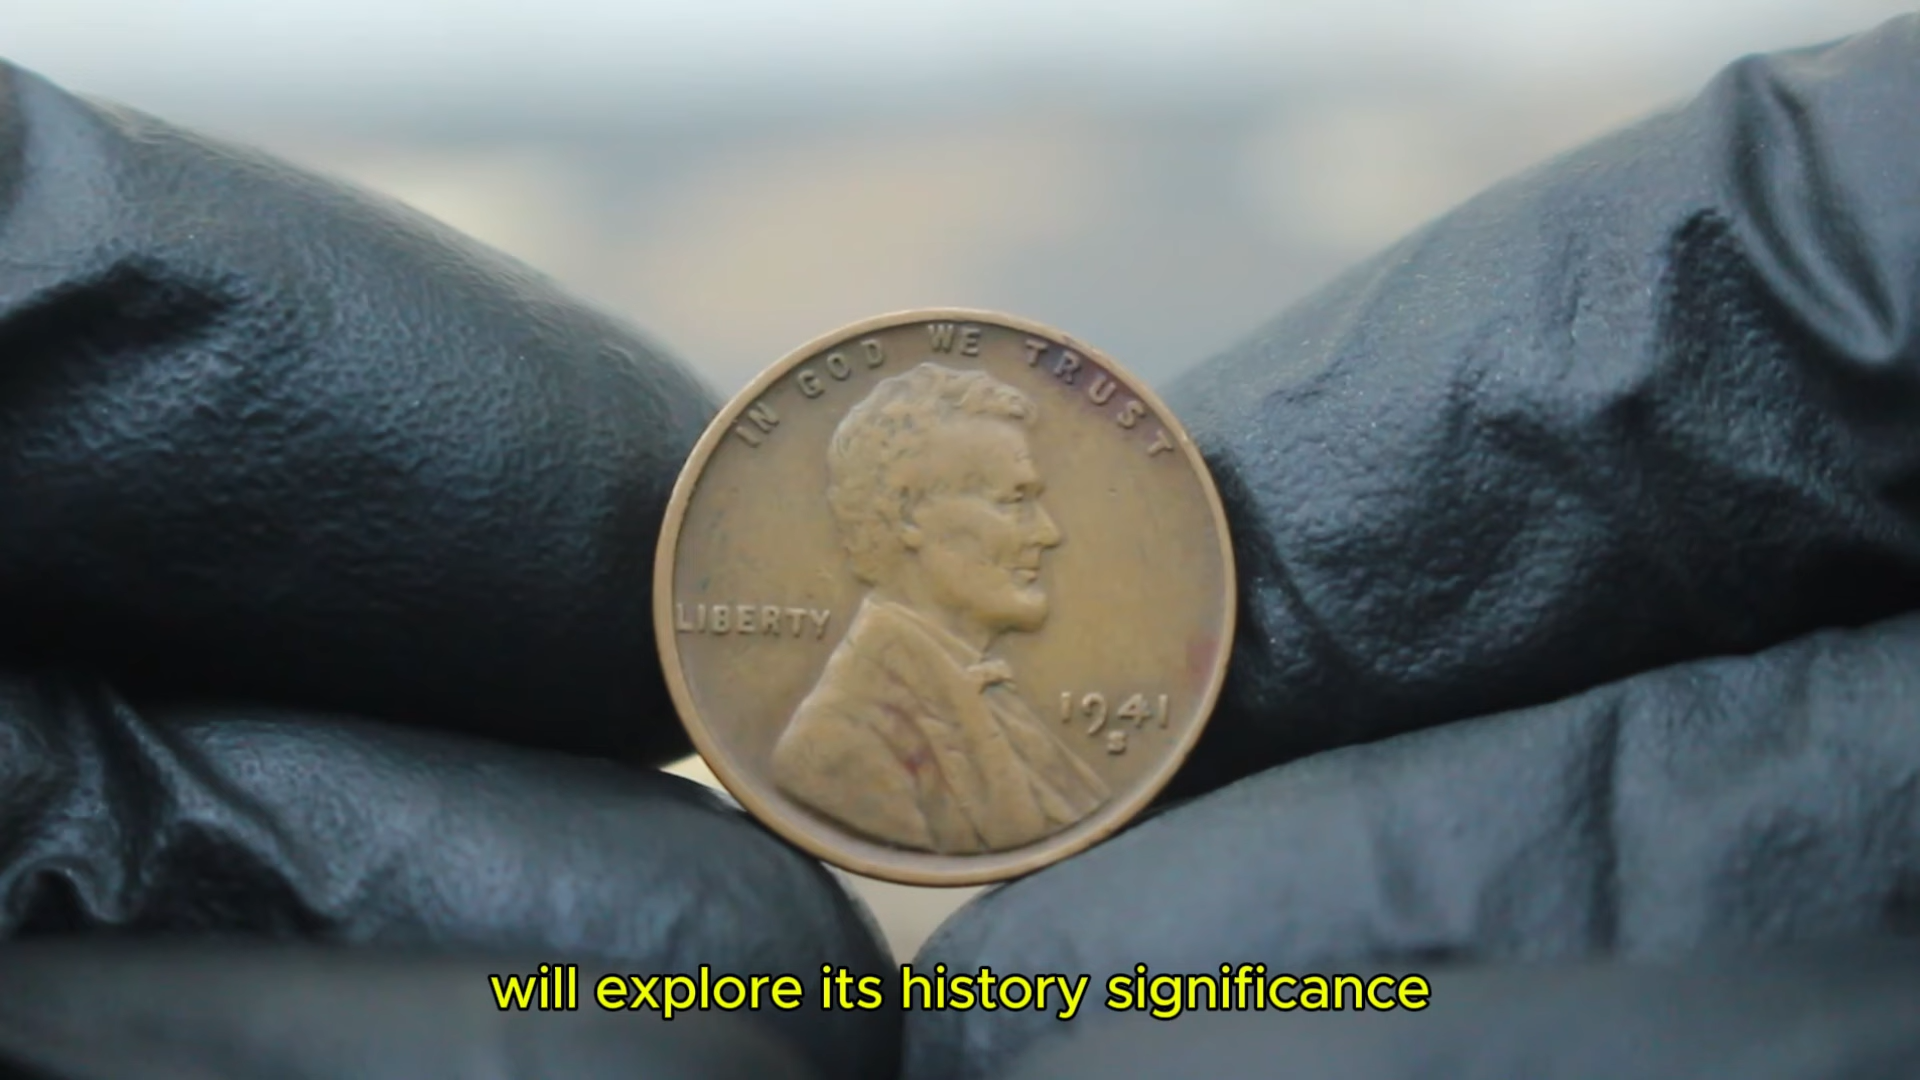 IN GOD WE TRUST
LIBERTY
1941
S
will explore its history significance